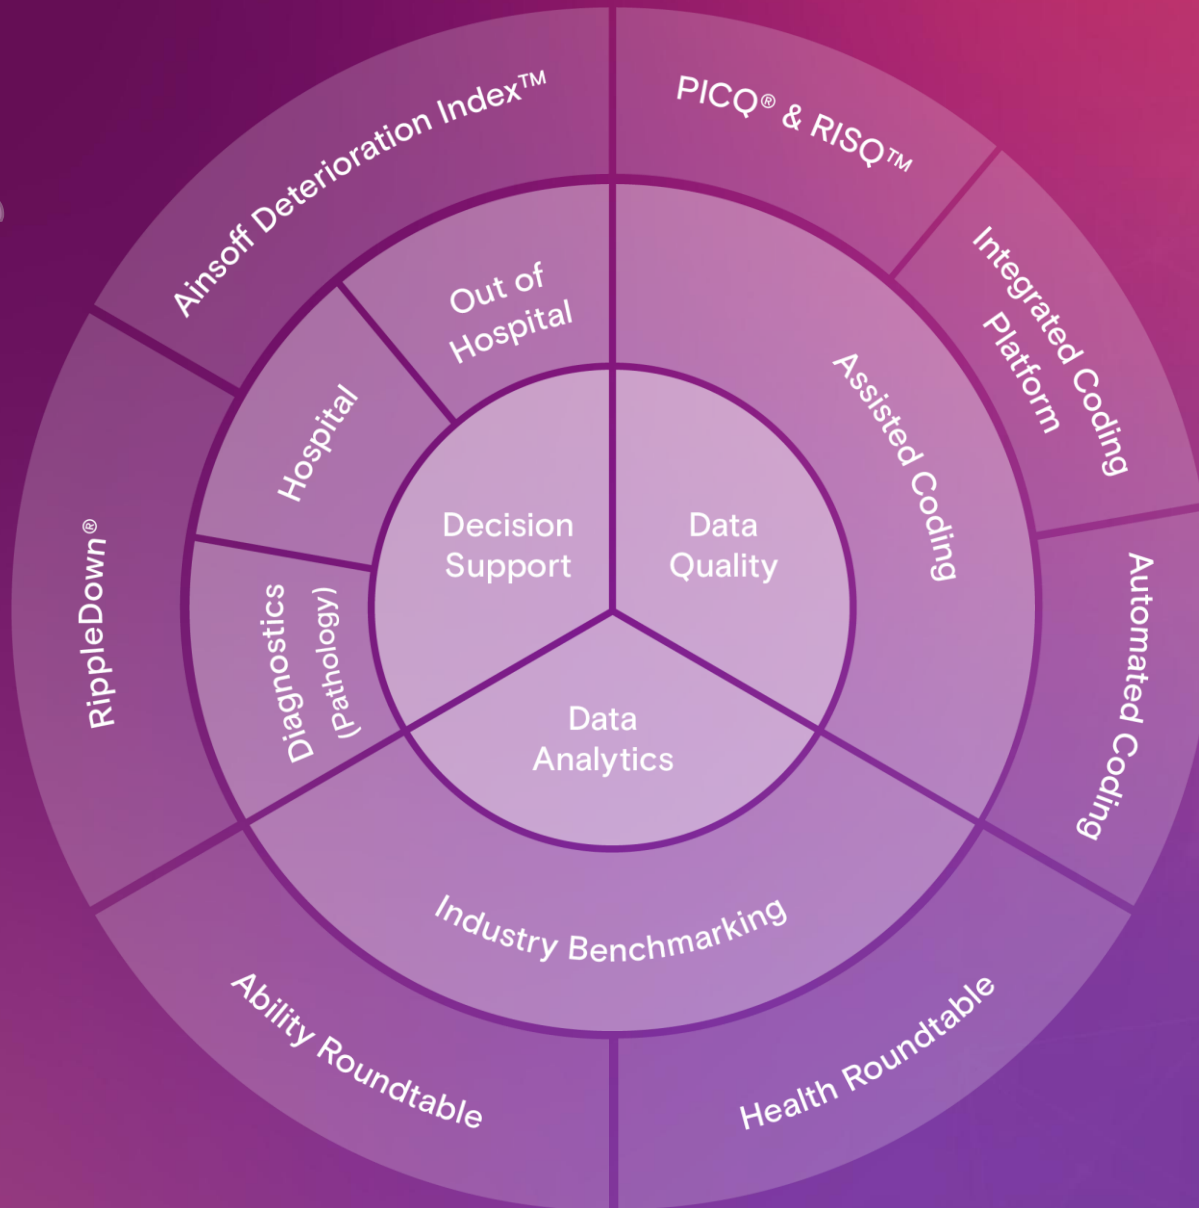 Ainsoff Deterioration Index™
PICQ® & RISQ™
Integrated Coding
Platform
Out of
Hospital
Hospital
Assisted Coding
Decision
Support
Data
Quality
RippleDown®
Diagnostics
(Pathology)
Automated Coding
Data
Analytics
Industry Benchmarking
Ability Roundtable
Health Roundtable